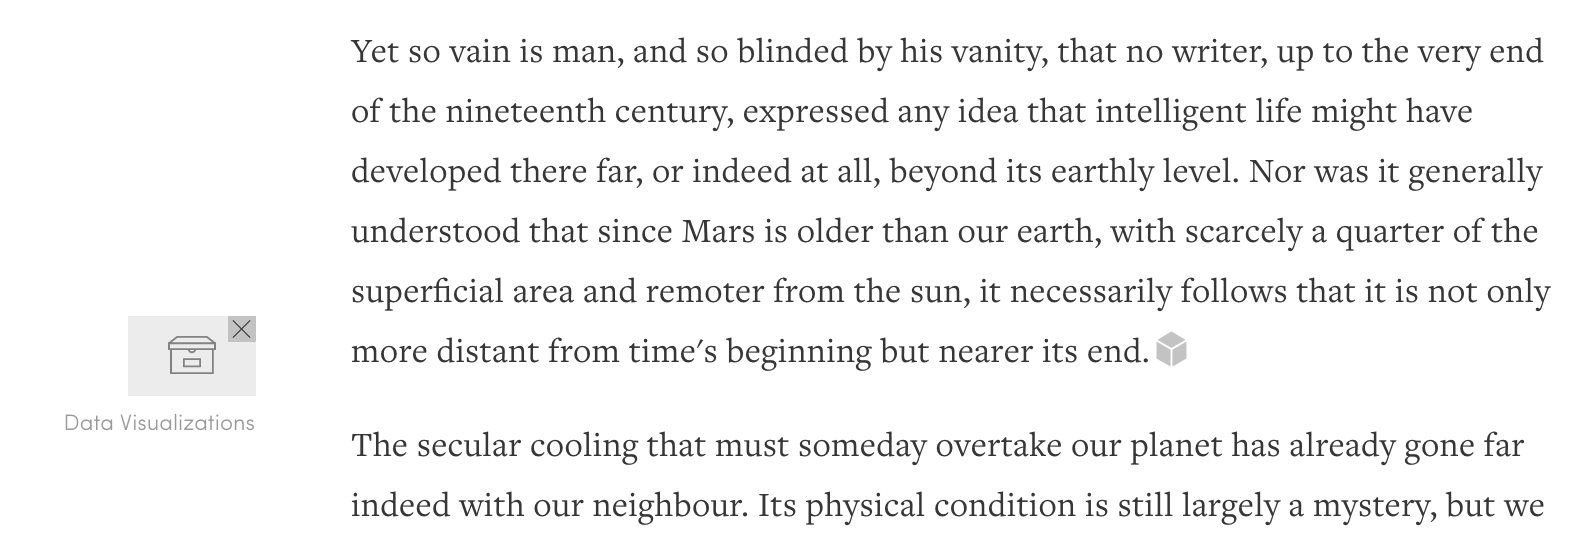 Yet so vain is man, and so blinded by his vanity, that no writer, up to the very end
of the nineteenth century, expressed any idea that intelligent life might have
developed there far, or indeed at all, beyond its earthly level. Nor was it generally
understood that since Mars is older than our earth, with scarcely a quarter of the
superficial area and remoter from the sun, it necessarily follows that it is not only
more distant from time's beginning but nearer its end.
Data Visualizations
The secular cooling that must someday overtake our planet has already gone far
indeed with our neighbour. Its physical condition is still largely a mystery, but we